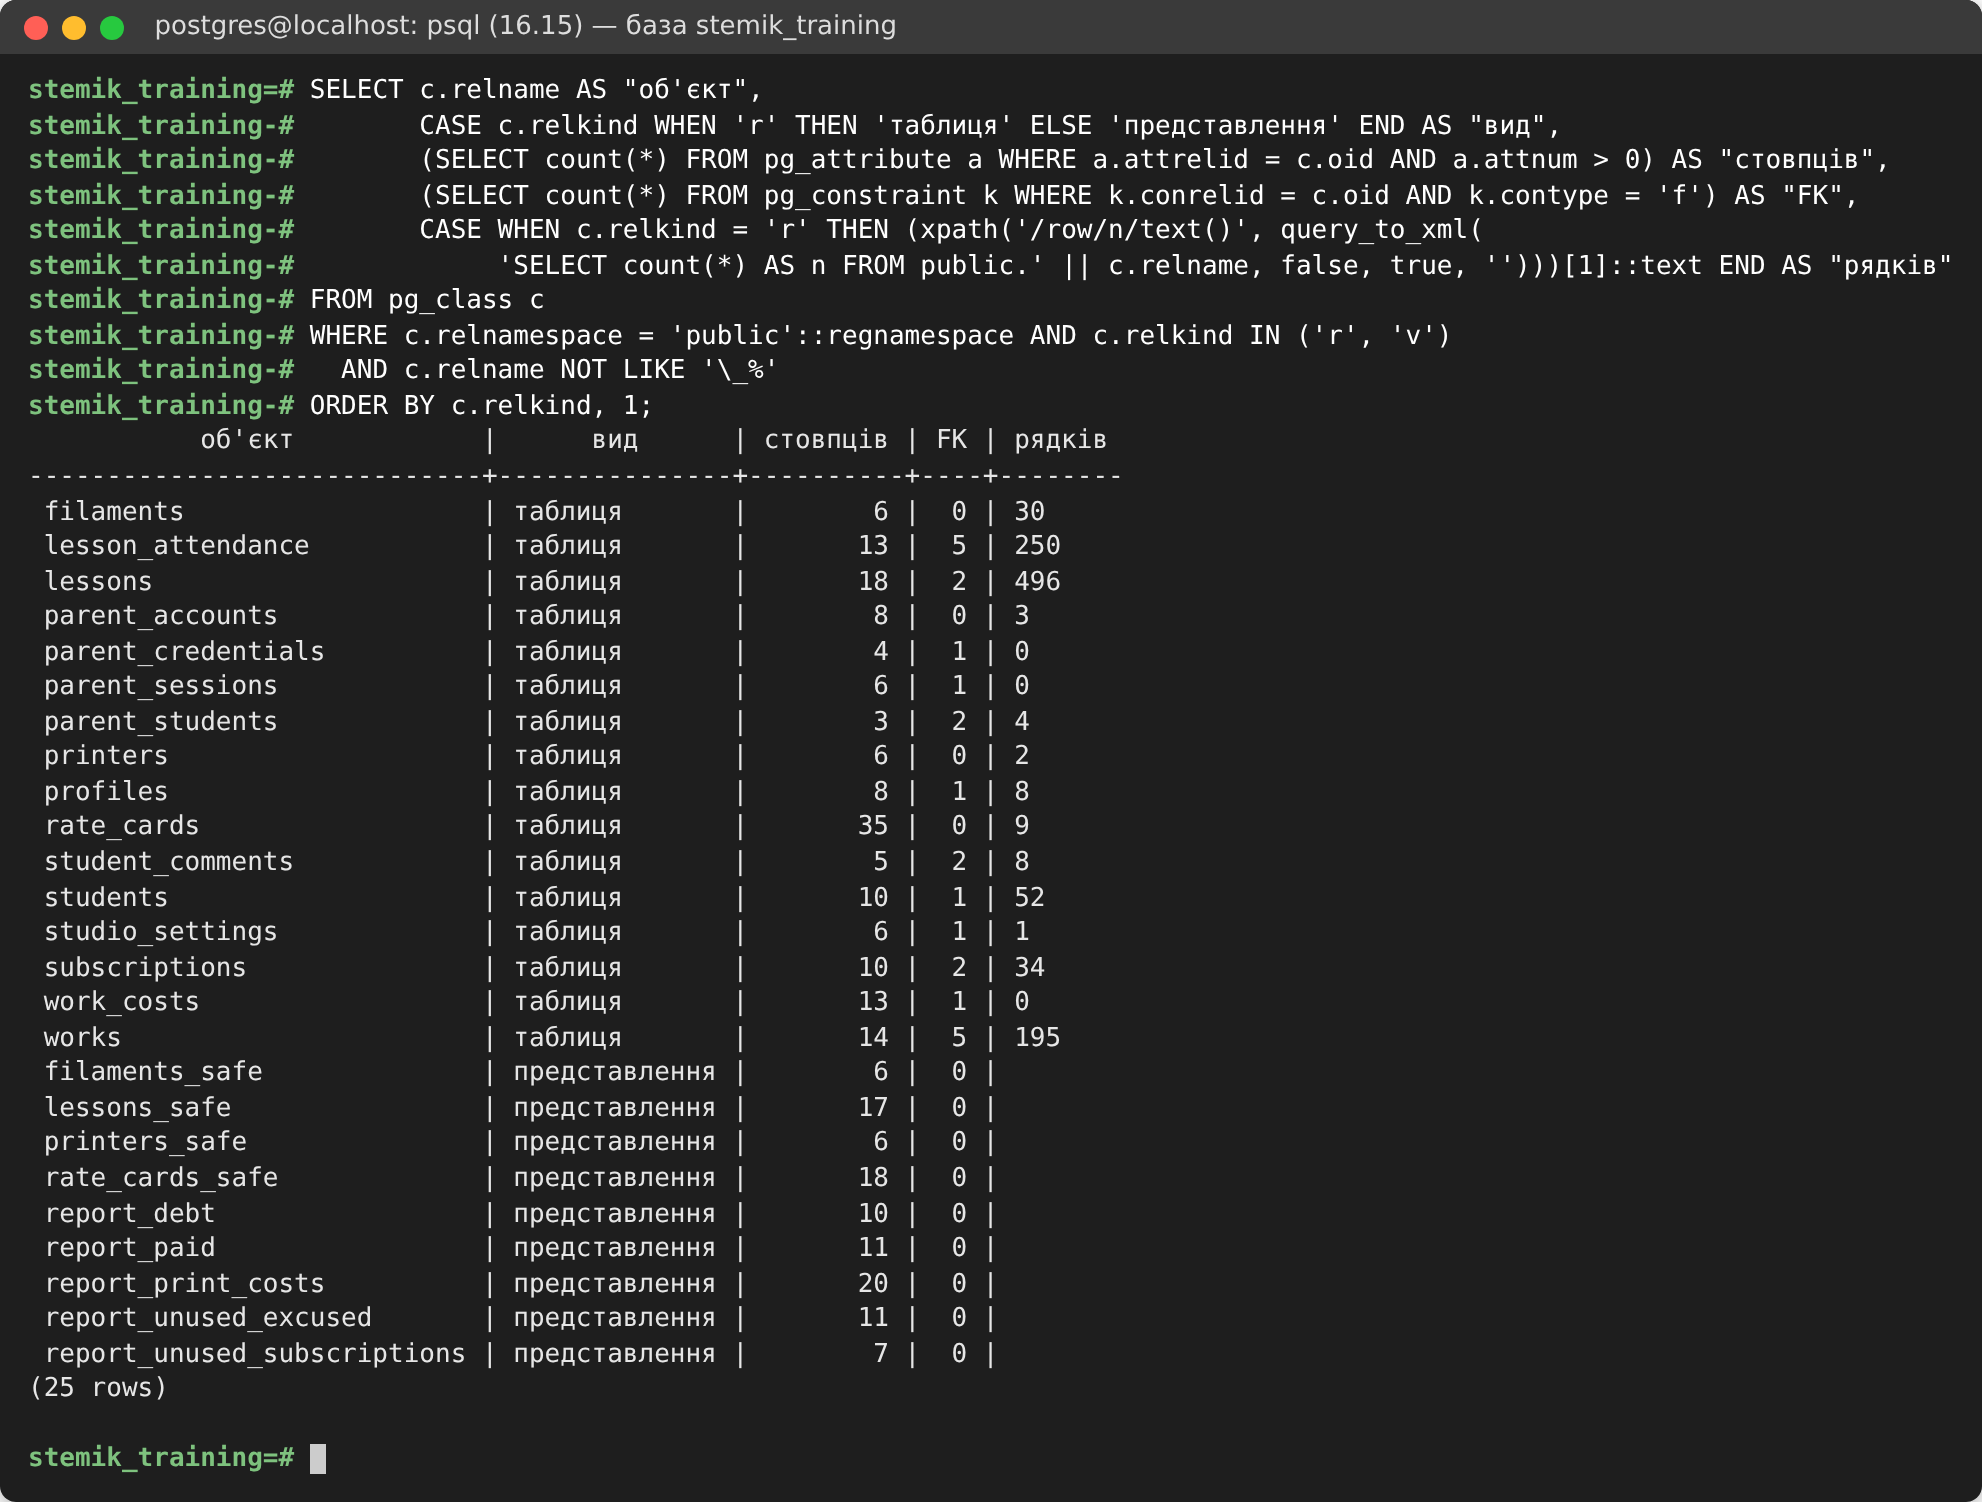 postgres@localhost: psql (16.15) — база stemik_training
stemik_training=# SELECT c.relname AS "об'єкт",
stemik_training-#        CASE c.relkind WHEN 'r' THEN 'таблиця' ELSE 'представлення' END AS "вид",
stemik_training-#        (SELECT count(*) FROM pg_attribute a WHERE a.attrelid = c.oid AND a.attnum > 0) AS "стовпців",
stemik_training-#        (SELECT count(*) FROM pg_constraint k WHERE k.conrelid = c.oid AND k.contype = 'f') AS "FK",
stemik_training-#        CASE WHEN c.relkind = 'r' THEN (xpath('/row/n/text()', query_to_xml(
stemik_training-#             'SELECT count(*) AS n FROM public.' || c.relname, false, true, '')))[1]::text END AS "рядків"
stemik_training-# FROM pg_class c
stemik_training-# WHERE c.relnamespace = 'public'::regnamespace AND c.relkind IN ('r', 'v')
stemik_training-#   AND c.relname NOT LIKE '\_%'
stemik_training-# ORDER BY c.relkind, 1;
           об'єкт            |      вид      | стовпців | FK | рядків
-----------------------------+---------------+----------+----+--------
 filaments                   | таблиця       |        6 |  0 | 30
 lesson_attendance           | таблиця       |       13 |  5 | 250
 lessons                     | таблиця       |       18 |  2 | 496
 parent_accounts             | таблиця       |        8 |  0 | 3
 parent_credentials          | таблиця       |        4 |  1 | 0
 parent_sessions             | таблиця       |        6 |  1 | 0
 parent_students             | таблиця       |        3 |  2 | 4
 printers                    | таблиця       |        6 |  0 | 2
 profiles                    | таблиця       |        8 |  1 | 8
 rate_cards                  | таблиця       |       35 |  0 | 9
 student_comments            | таблиця       |        5 |  2 | 8
 students                    | таблиця       |       10 |  1 | 52
 studio_settings             | таблиця       |        6 |  1 | 1
 subscriptions               | таблиця       |       10 |  2 | 34
 work_costs                  | таблиця       |       13 |  1 | 0
 works                       | таблиця       |       14 |  5 | 195
 filaments_safe              | представлення |        6 |  0 |
 lessons_safe                | представлення |       17 |  0 |
 printers_safe               | представлення |        6 |  0 |
 rate_cards_safe             | представлення |       18 |  0 |
 report_debt                 | представлення |       10 |  0 |
 report_paid                 | представлення |       11 |  0 |
 report_print_costs          | представлення |       20 |  0 |
 report_unused_excused       | представлення |       11 |  0 |
 report_unused_subscriptions | представлення |        7 |  0 |
(25 rows)
stemik_training=#